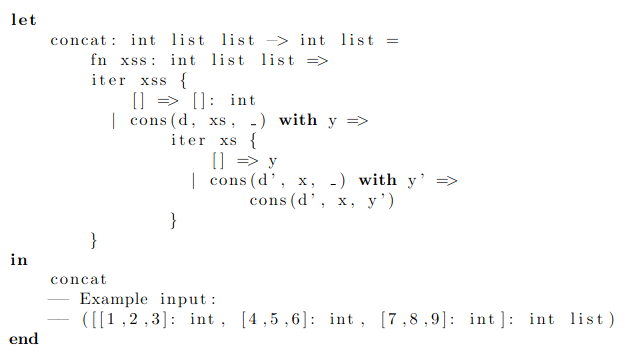 let
concat: int list list -> int list =
fn xss: int list list =>
iter xss {
[] => []: int
| cons(d, xs, _) with y =>
iter xs {
[] => y
| cons(d', x, _) with y' =>
cons(d', x, y')
}
}
in
concat
— Example input:
— ([[1,2,3]: int, [4,5,6]: int, [7,8,9]: int]: int list)
end